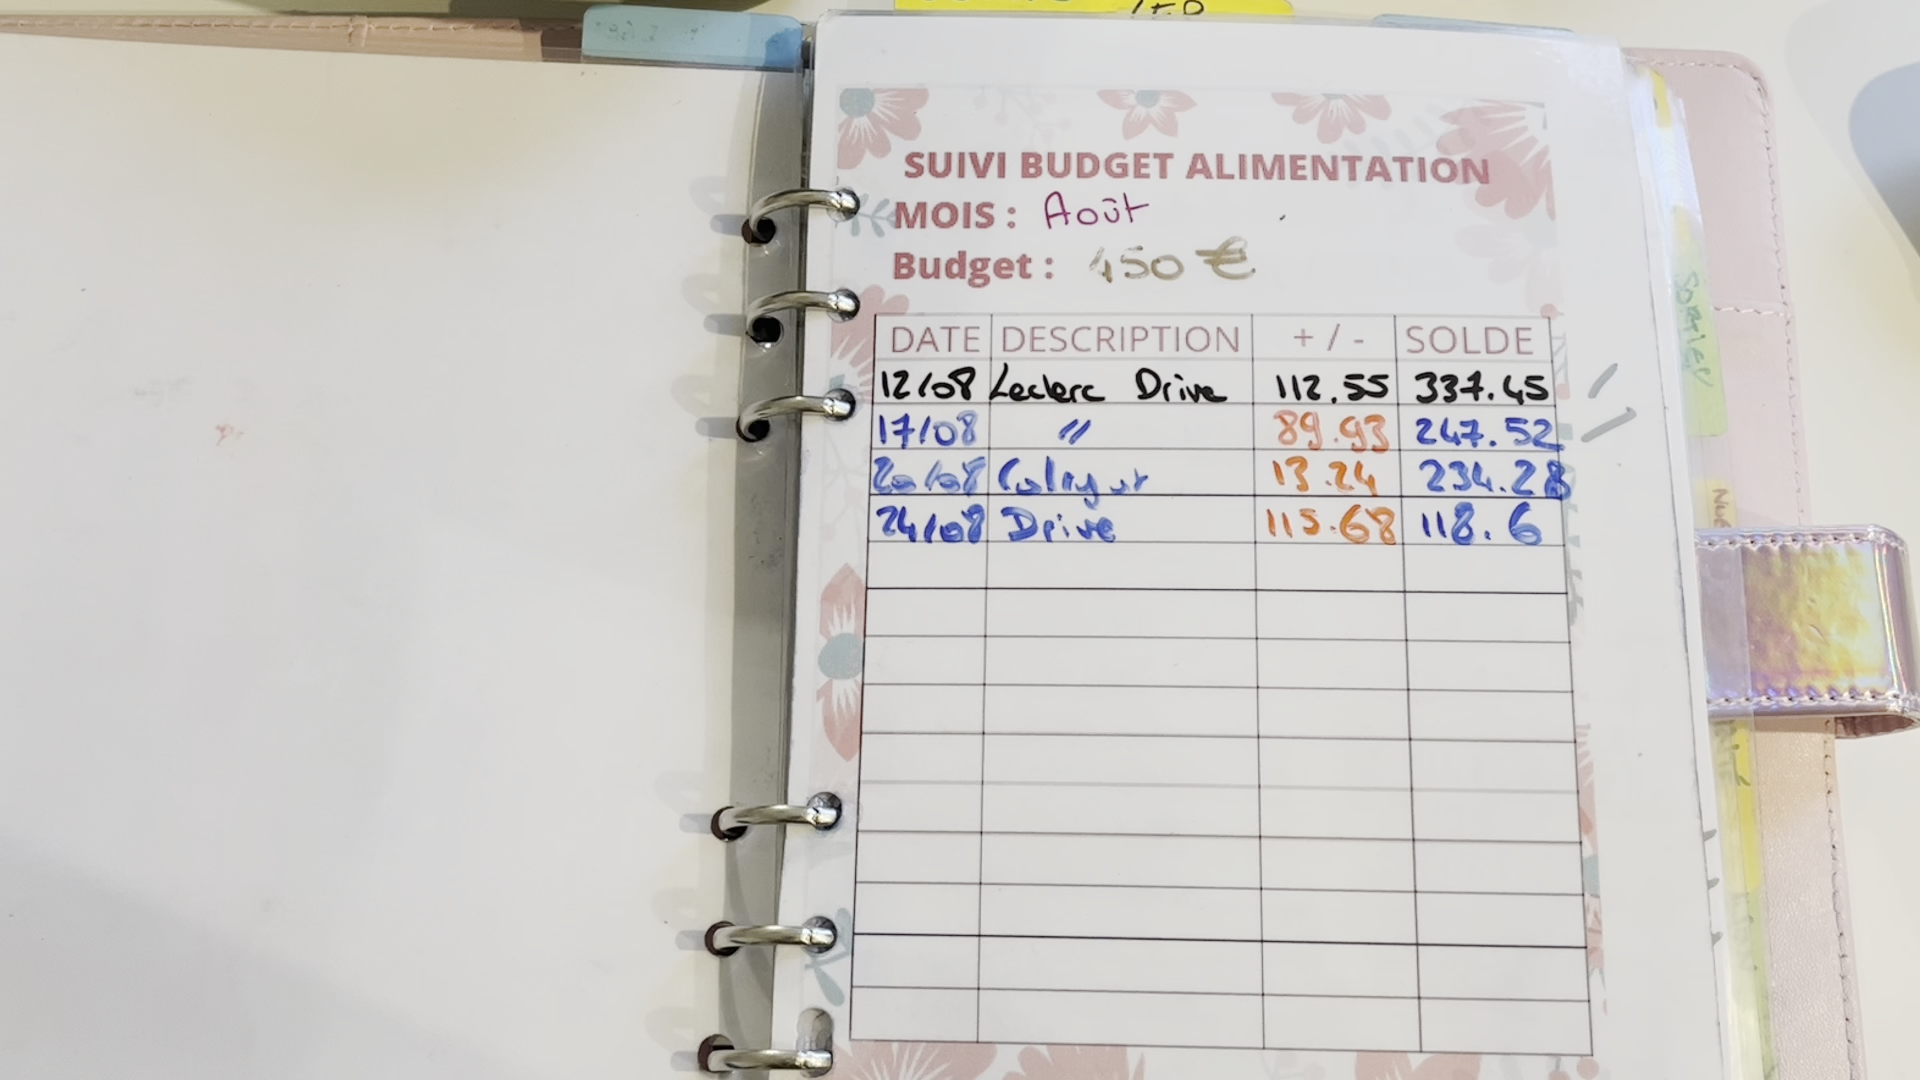 SUIVI BUDGET ALIMENTATION
MOIS : Août
Budget : 450 €
DATE DESCRIPTION + / - SOLDE
12/08 Leclerc Drive 112.55 337.45
17/08 " 89.93 247.52
20/08 13.24 234.28
24/08 Drive 115.68 118.6
SORTIES